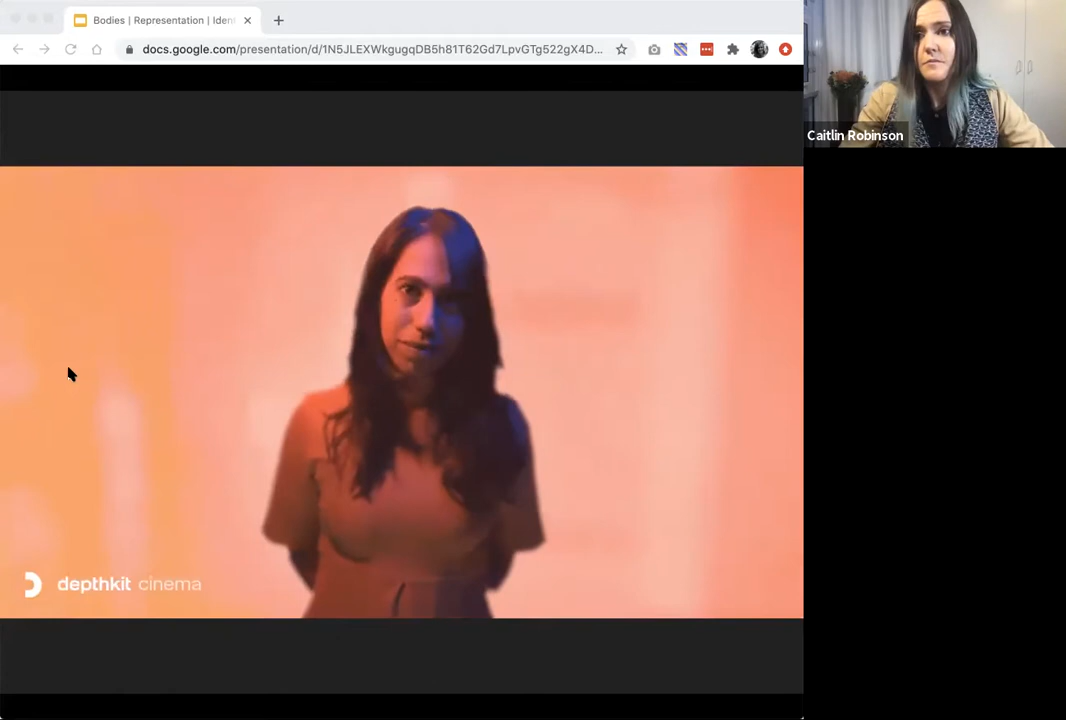 Bodies | Representation | Iden
docs.google.com/presentation/d/1N5JLEXWkgugqDB5h81T62Gd7LpvGTg522gX4D...
Caitlin Robinson
depthkit cinema